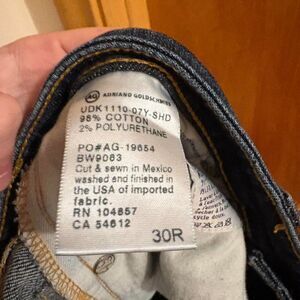 AG ADRIANO GOLDSCHMIED
UDK1110-07Y-SHD
98% COTTON
2% POLYURETHANE
PO#AG-19654
BW9083
Cut & sewn in Mexico
washed and finished in
the USA of imported
fabric.
RN 104857
CA 54612
30R